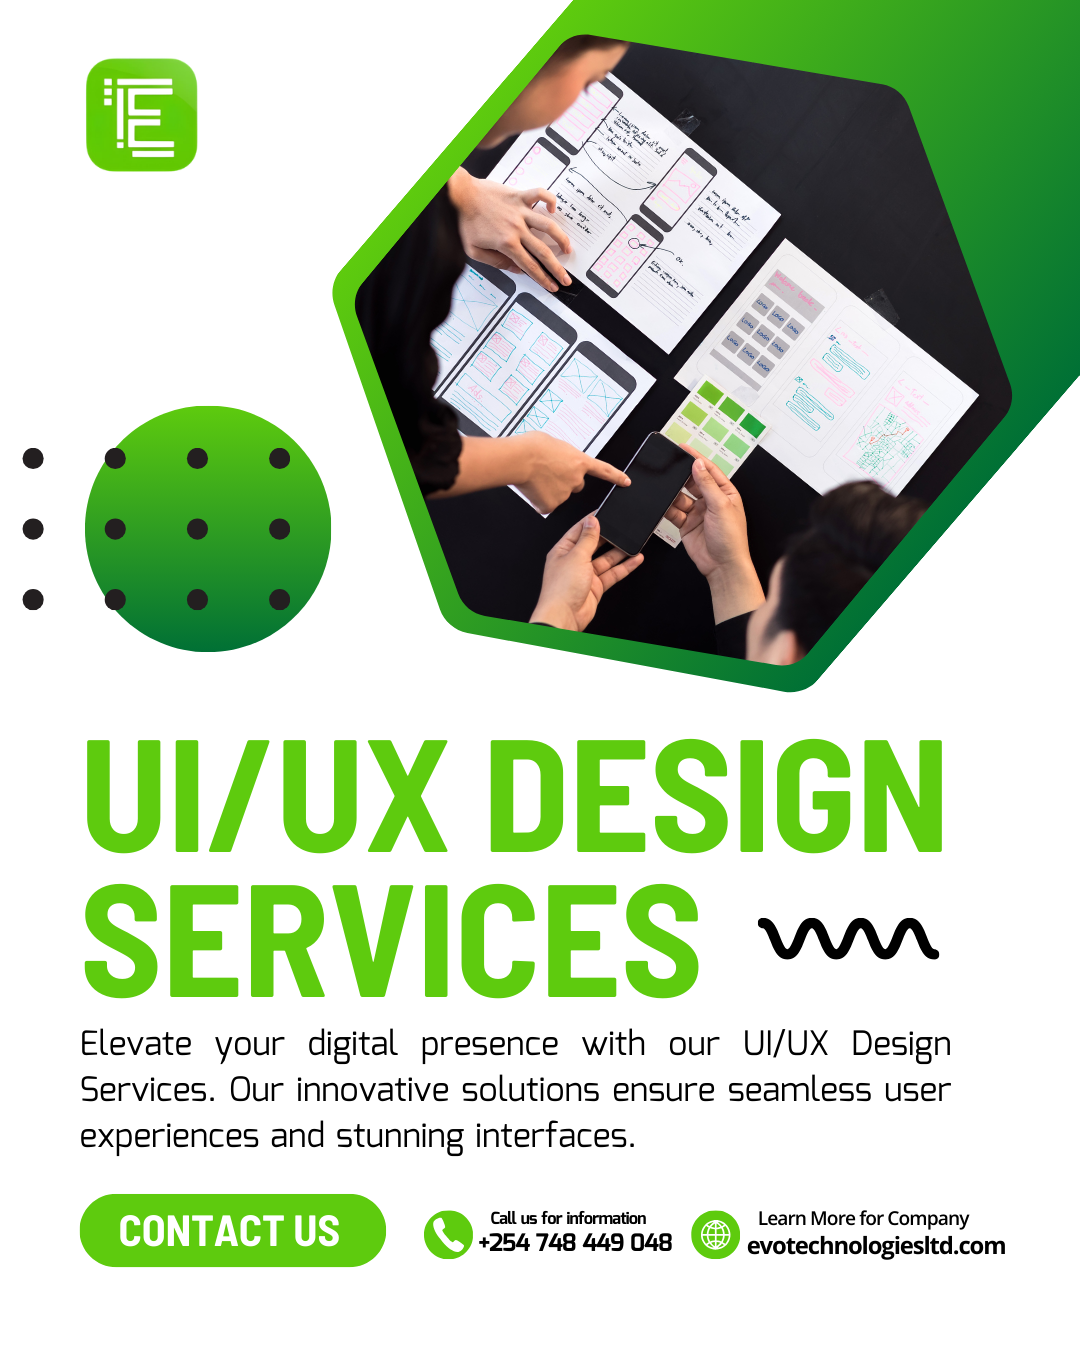 UI/UX DESIGN
SERVICES
Elevate your digital presence with our UI/UX Design
Services. Our innovative solutions ensure seamless user
experiences and stunning interfaces.
CONTACT US
Call us for information
+254 748 449 048
Learn More for Company
evotechnologiesltd.com